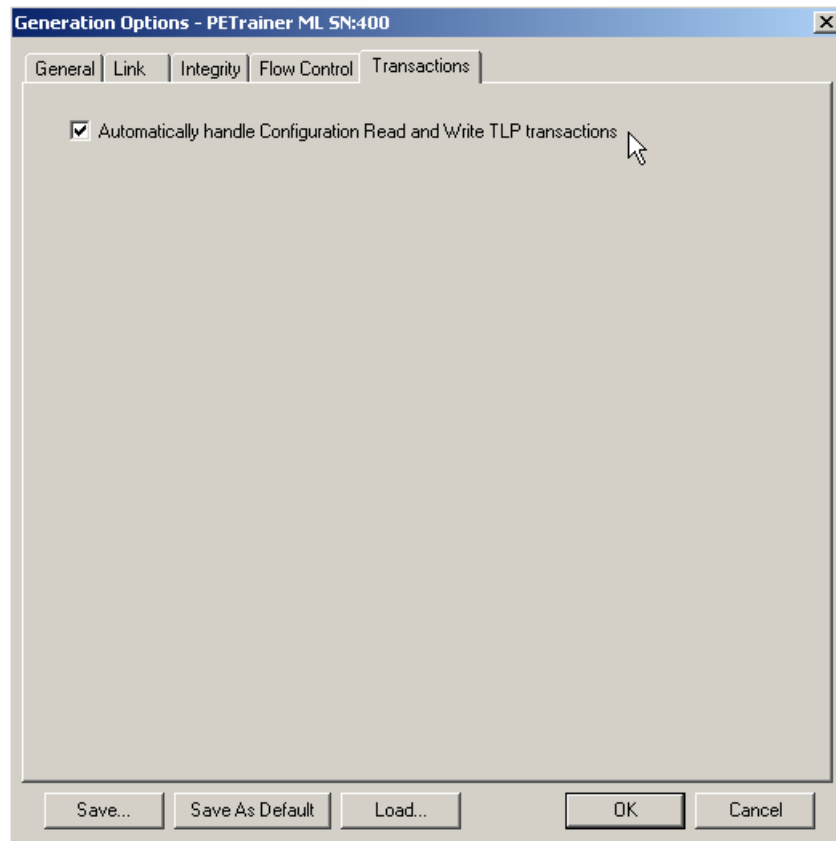 Generation Options - PETrainer ML SN:400
General Link Integrity Flow Control Transactions
Automatically handle Configuration Read and Write TLP transactions
Save... Save As Default Load... OK Cancel